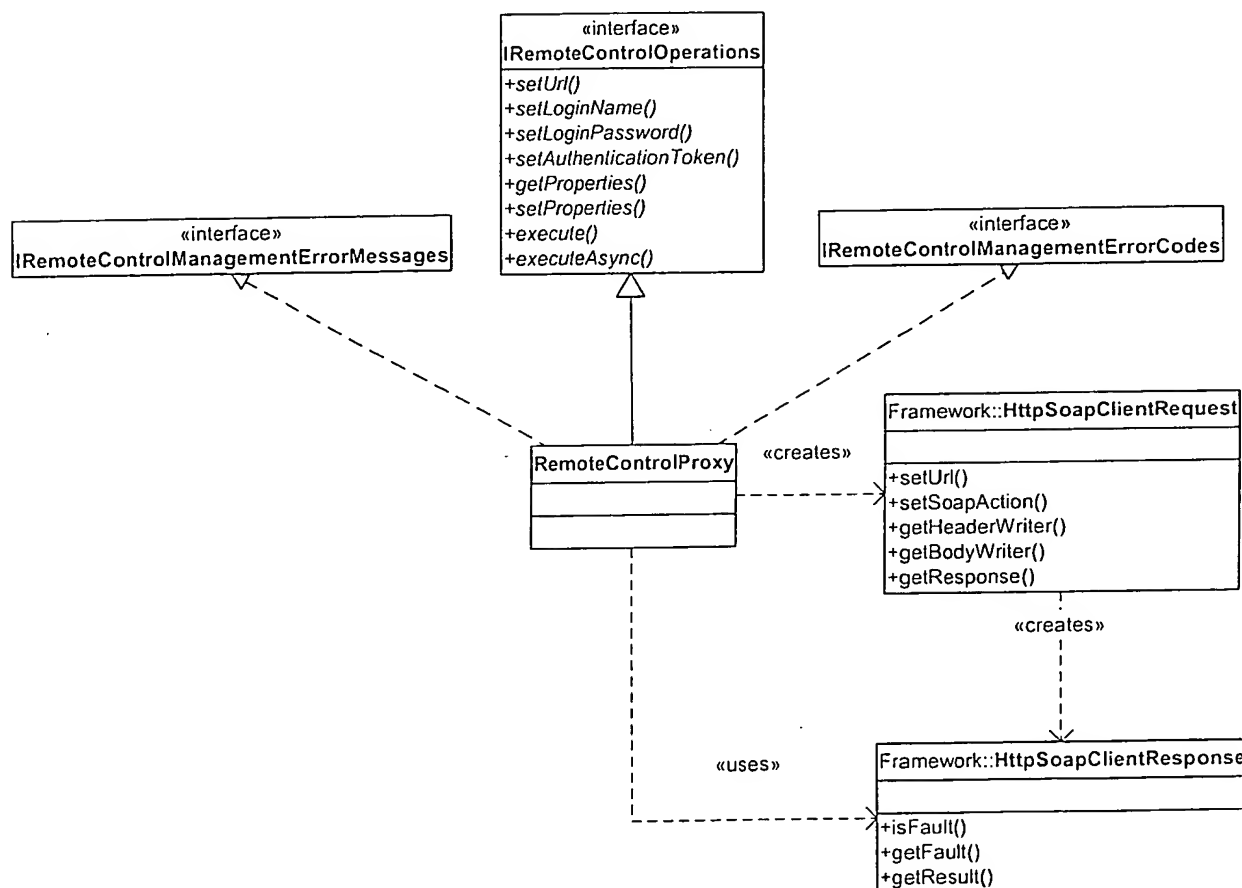 «interface»
IRemoteControlOperations
+setUrl()
+setLoginName()
+setLoginPassword()
+setAuthenticationToken()
+getProperties()
+setProperties()
+execute()
+executeAsync()
«interface»
IRemoteControlManagementErrorMessages
«interface»
IRemoteControlManagementErrorCodes
RemoteControlProxy
«creates»
Framework::HttpSoapClientRequest
+setUrl()
+setSoapAction()
+getHeaderWriter()
+getBodyWriter()
+getResponse()
«creates»
«uses»
Framework::HttpSoapClientResponse
+isFault()
+getFault()
+getResult()